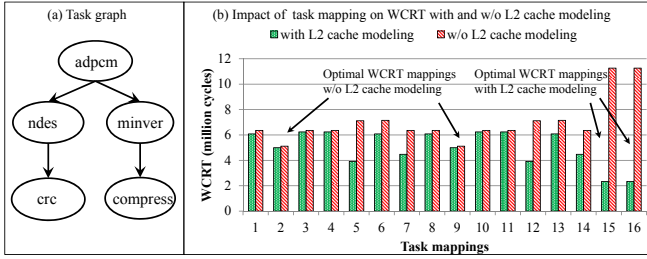 (a) Task graph
adpcm
ndes
minver
crc
compress
(b) Impact of task mapping on WCRT with and w/o L2 cache modeling
with L2 cache modeling
w/o L2 cache modeling
WCRT (million cycles)
12
10
8
6
4
2
0
Optimal WCRT mappings
w/o L2 cache modeling
Optimal WCRT mappings
with L2 cache modeling
1 2 3 4 5 6 7 8 9 10 11 12 13 14 15 16
Task mappings